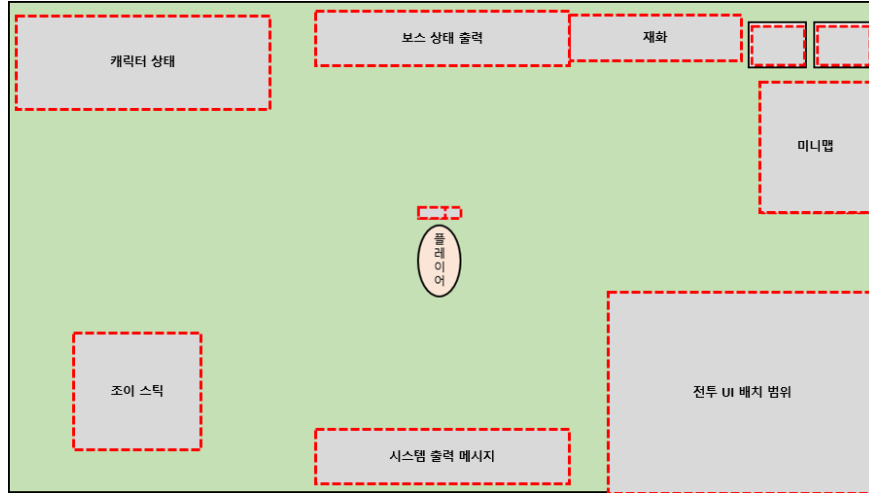 캐릭터 상태
보스 상태 출력
재화
미니맵
플
레
이
어
조이 스틱
전투 UI 배치 범위
시스템 출력 메시지